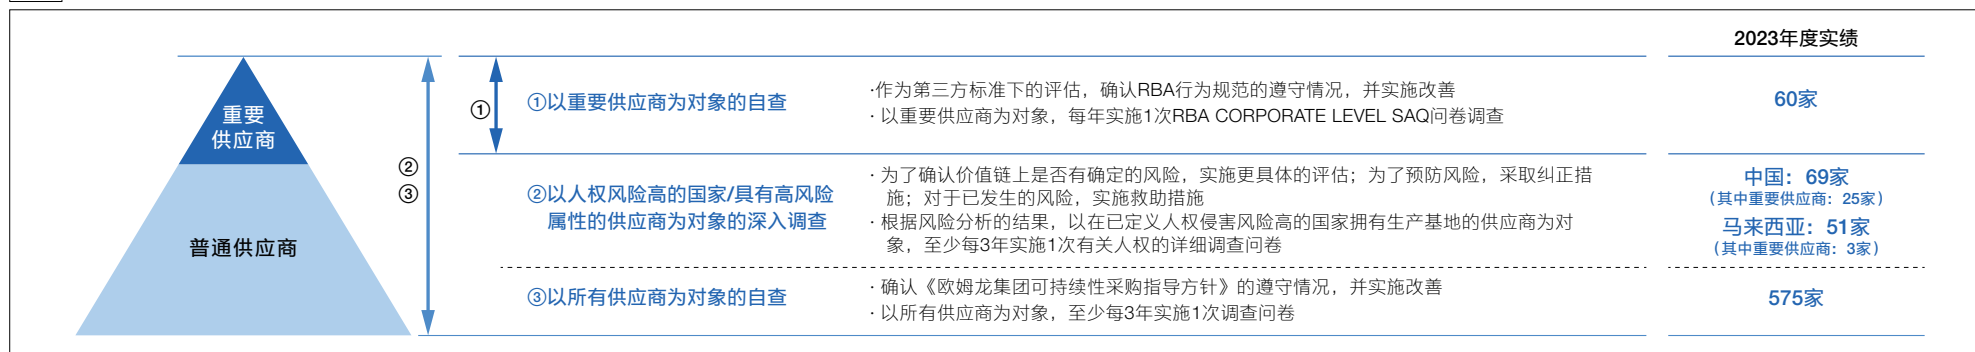 2023年度实绩
重要
供应商
普通供应商
②
③
①
①以重要供应商为对象的自查
·作为第三方标准下的评估，确认RBA行为规范的遵守情况，并实施改善
· 以重要供应商为对象，每年实施1次RBA CORPORATE LEVEL SAQ问卷调查
60家
②以人权风险高的国家/具有高风险
属性的供应商为对象的深入调查
· 为了确认价值链上是否有确定的风险，实施更具体的评估；为了预防风险，采取纠正措
施；对于已发生的风险，实施救助措施
· 根据风险分析的结果，以在已定义人权侵害风险高的国家拥有生产基地的供应商为对
象，至少每3年实施1次有关人权的详细调查问卷
中国：69家
（其中重要供应商：25家）
马来西亚：51家
（其中重要供应商：3家）
③以所有供应商为对象的自查
· 确认《欧姆龙集团可持续性采购指导方针》的遵守情况，并实施改善
· 以所有供应商为对象，至少每3年实施1次调查问卷
575家